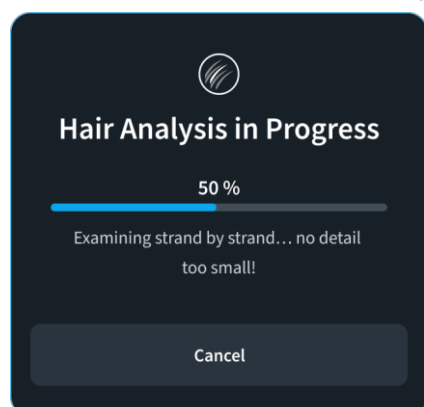 Hair Analysis in Progress
50 %
Examining strand by strand... no detail
too small!
Cancel